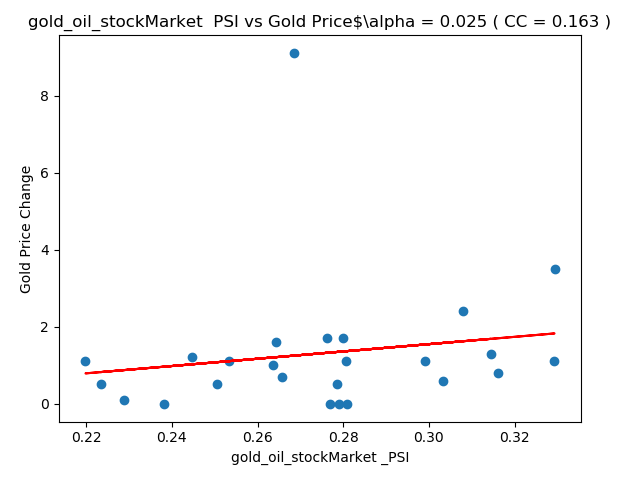 gold_oil_stockMarket  PSI vs Gold Price$\alpha = 0.025 ( CC = 0.163 )
Gold Price Change
8
6
4
2
0
0.22 0.24 0.26 0.28 0.30 0.32
gold_oil_stockMarket _PSI